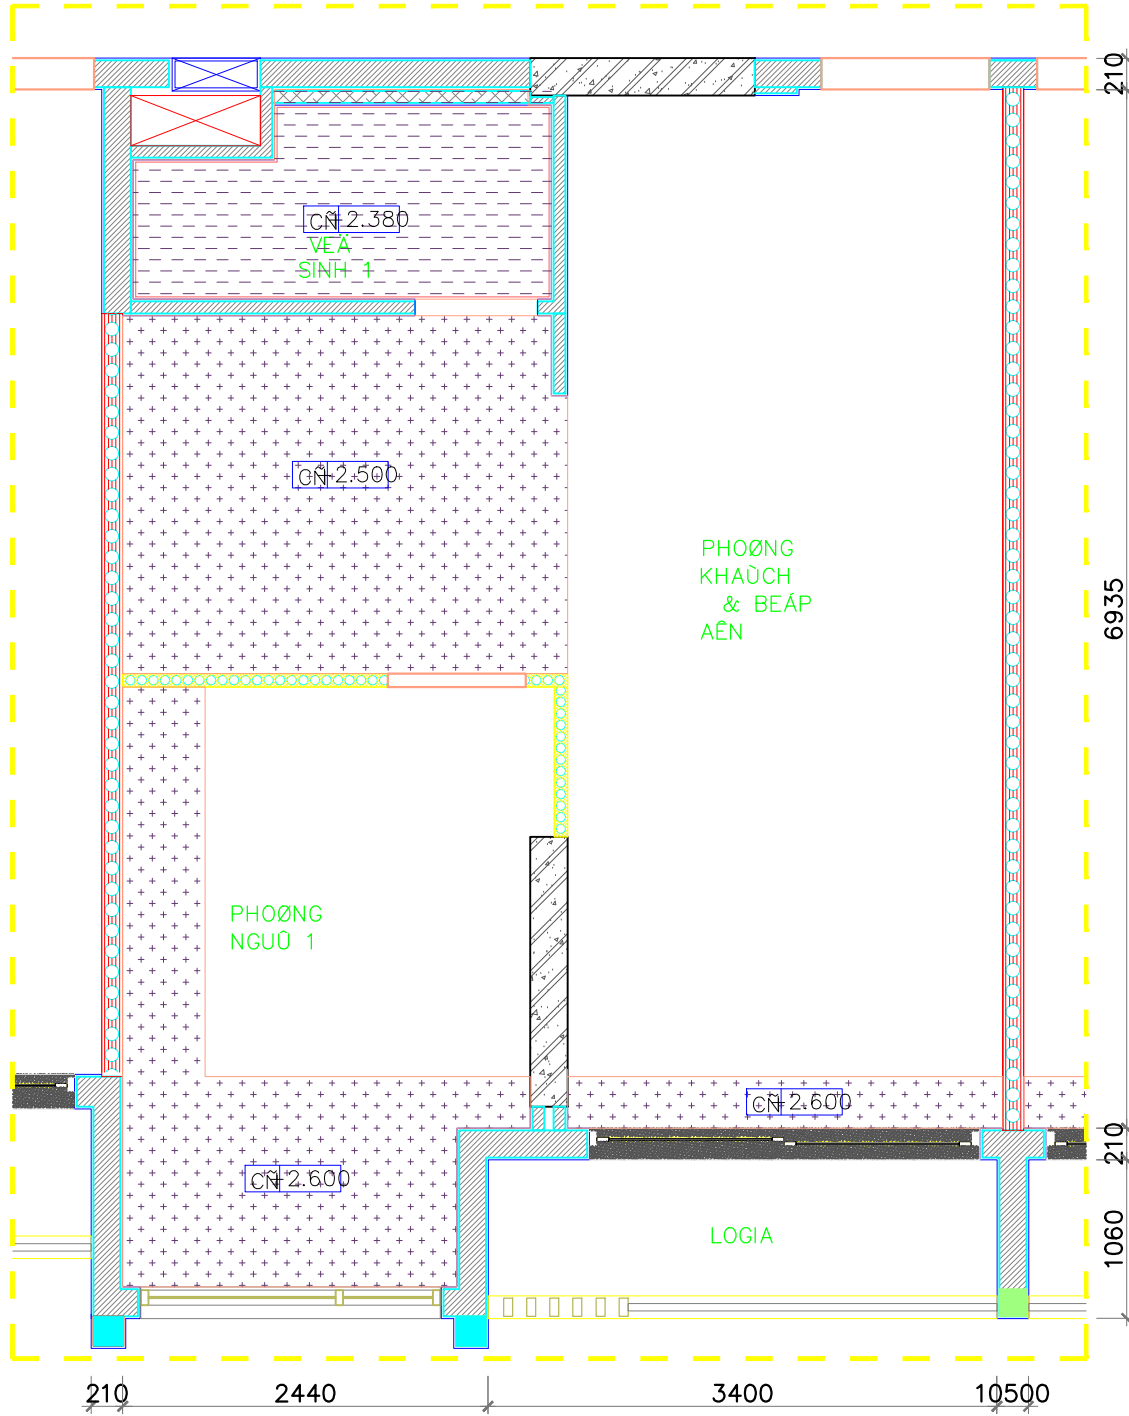 210
CÑ +2.380
VEÄ
SINH 1
CÑ +2.500
PHOØNG
KHAÙCH
& BEÁP
AÊN
6935
PHOØNG
NGUÛ 1
CÑ +2.600
210
CÑ +2.600
LOGIA
1060
210 2440 3400 10500